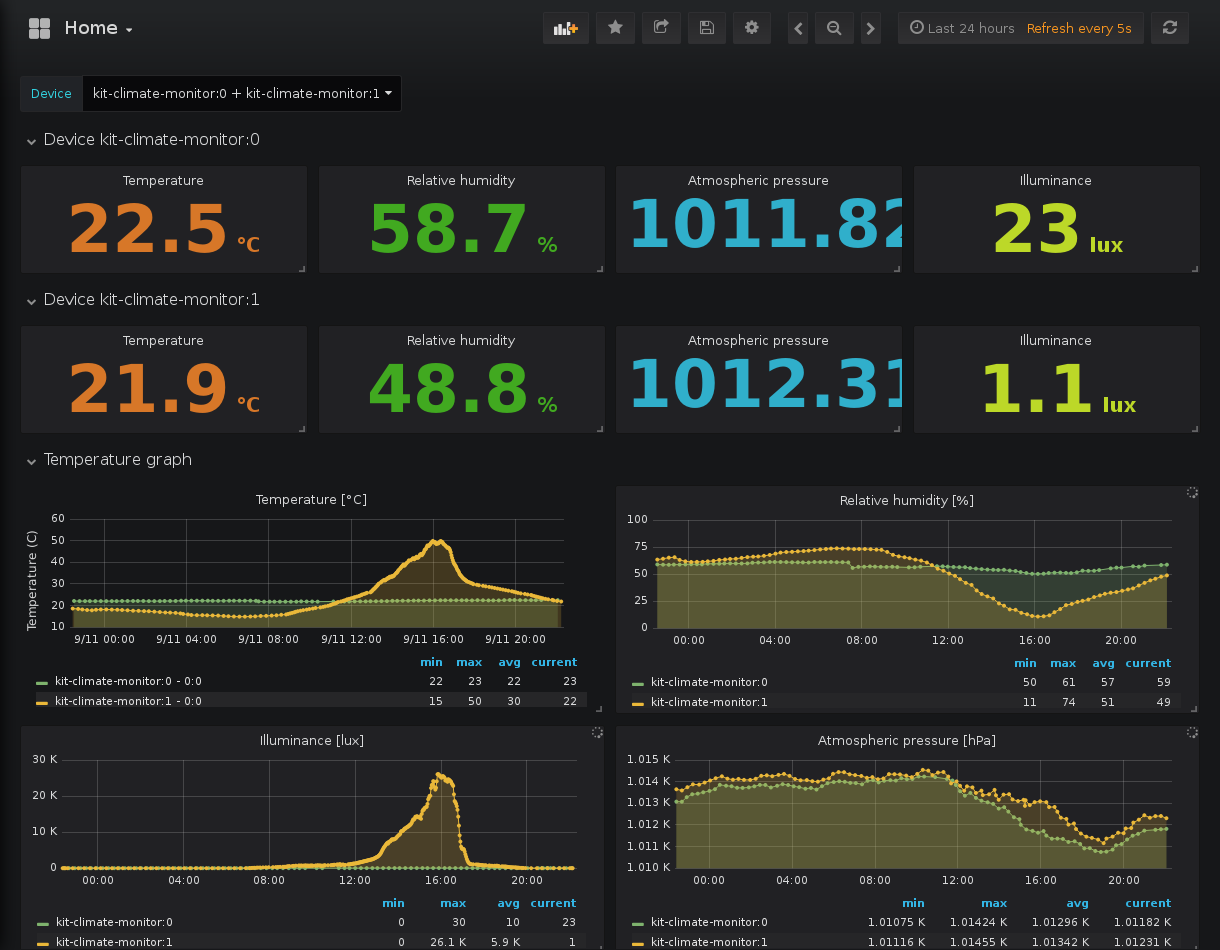 Home
Last 24 hours Refresh every 5s
Device kit-climate-monitor:0 + kit-climate-monitor:1
Device kit-climate-monitor:0
Temperature Relative humidity Atmospheric pressure Illuminance
22.5 °C 58.7 % 1011.82 23 lux
Device kit-climate-monitor:1
Temperature Relative humidity Atmospheric pressure Illuminance
21.9 °C 48.8 % 1012.31 1.1 lux
Temperature graph
Temperature [°C]
Temperature (C)
60
50
40
30
20
10
9/11 00:00 9/11 04:00 9/11 08:00 9/11 12:00 9/11 16:00 9/11 20:00
min max avg current
kit-climate-monitor:0 - 0:0 22 23 22 23
kit-climate-monitor:1 - 0:0 15 50 30 22
Relative humidity [%]
100
75
50
25
0
00:00 04:00 08:00 12:00 16:00 20:00
min max avg current
kit-climate-monitor:0 50 61 57 59
kit-climate-monitor:1 11 74 51 49
Illuminance [lux]
30 K
20 K
10 K
0
00:00 04:00 08:00 12:00 16:00 20:00
min max avg current
kit-climate-monitor:0 0 30 10 23
kit-climate-monitor:1 0 26.1 K 5.9 K 1
Atmospheric pressure [hPa]
1.015 K
1.014 K
1.013 K
1.012 K
1.011 K
1.010 K
00:00 04:00 08:00 12:00 16:00 20:00
min max avg current
kit-climate-monitor:0 1.01075 K 1.01424 K 1.01296 K 1.01182 K
kit-climate-monitor:1 1.01116 K 1.01455 K 1.01342 K 1.01231 K